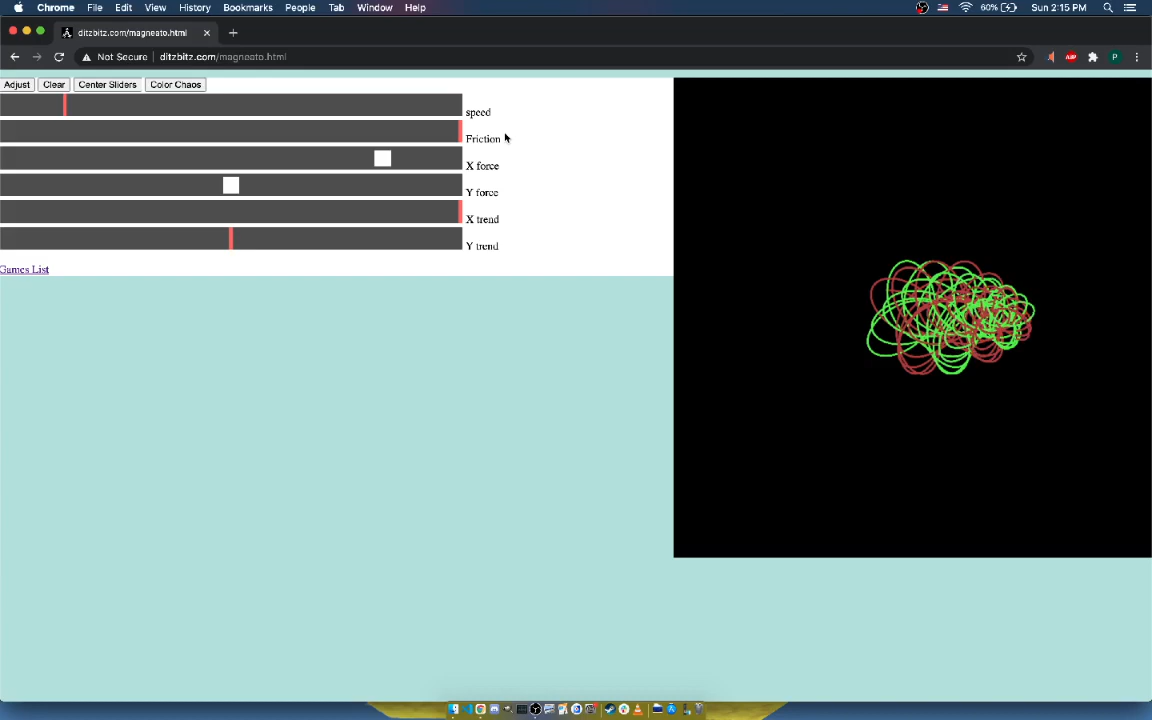 Chrome File Edit View History Bookmarks People Tab Window Help 60% Sun 2:15 PM
ditzbitz.com/magneato.html
Not Secure ditzbitz.com/magneato.html ABP P
Adjust Clear Center Sliders Color Chaos
speed
Friction
X force
Y force
X trend
Y trend
Games List